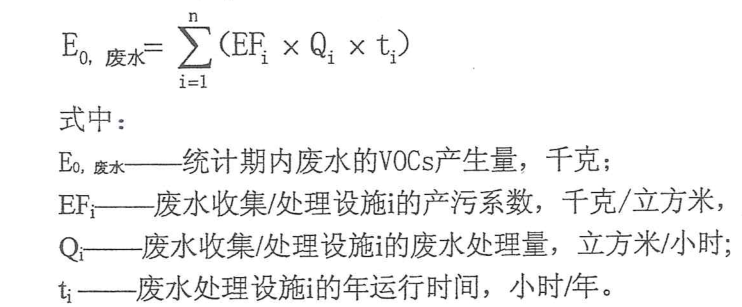 E₀, 废水 = ∑ⁿᵢ₌₁(EFᵢ × Qᵢ × tᵢ)
式中：
E₀, 废水——统计期内废水的VOCs产生量，千克；
EFᵢ——废水收集/处理设施i的产污系数，千克/立方米，
Qᵢ——废水收集/处理设施i的废水处理量，立方米/小时;
tᵢ——废水处理设施i的年运行时间，小时/年。